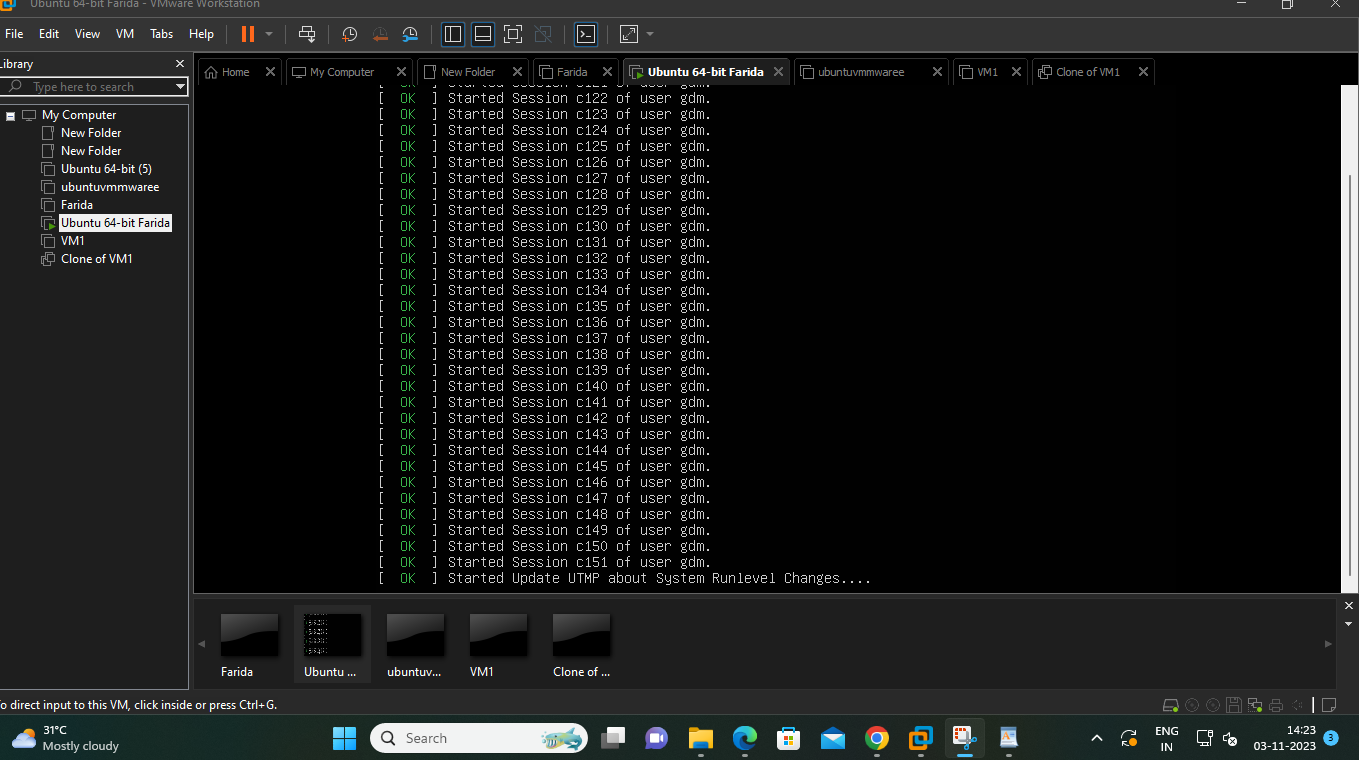 Ubuntu 64-bit Farida - VMware Workstation
File Edit View VM Tabs Help
Library
Type here to search
My Computer
New Folder
New Folder
Ubuntu 64-bit (5)
ubuntuvmmwaree
Farida
Ubuntu 64-bit Farida
VM1
Clone of VM1
Home My Computer New Folder Farida Ubuntu 64-bit Farida ubuntuvmmwaree VM1 Clone of VM1
[ OK ] Started Session c121 of user gdm.
[ OK ] Started Session c122 of user gdm.
[ OK ] Started Session c123 of user gdm.
[ OK ] Started Session c124 of user gdm.
[ OK ] Started Session c125 of user gdm.
[ OK ] Started Session c126 of user gdm.
[ OK ] Started Session c127 of user gdm.
[ OK ] Started Session c128 of user gdm.
[ OK ] Started Session c129 of user gdm.
[ OK ] Started Session c130 of user gdm.
[ OK ] Started Session c131 of user gdm.
[ OK ] Started Session c132 of user gdm.
[ OK ] Started Session c133 of user gdm.
[ OK ] Started Session c134 of user gdm.
[ OK ] Started Session c135 of user gdm.
[ OK ] Started Session c136 of user gdm.
[ OK ] Started Session c137 of user gdm.
[ OK ] Started Session c138 of user gdm.
[ OK ] Started Session c139 of user gdm.
[ OK ] Started Session c140 of user gdm.
[ OK ] Started Session c141 of user gdm.
[ OK ] Started Session c142 of user gdm.
[ OK ] Started Session c143 of user gdm.
[ OK ] Started Session c144 of user gdm.
[ OK ] Started Session c145 of user gdm.
[ OK ] Started Session c146 of user gdm.
[ OK ] Started Session c147 of user gdm.
[ OK ] Started Session c148 of user gdm.
[ OK ] Started Session c149 of user gdm.
[ OK ] Started Session c150 of user gdm.
[ OK ] Started Session c151 of user gdm.
[ OK ] Started Update UTMP about System Runlevel Changes....
Farida Ubuntu ... ubuntuv... VM1 Clone of ...
To direct input to this VM, click inside or press Ctrl+G.
31°C
Mostly cloudy
Search
ENG
IN
14:23
03-11-2023
3